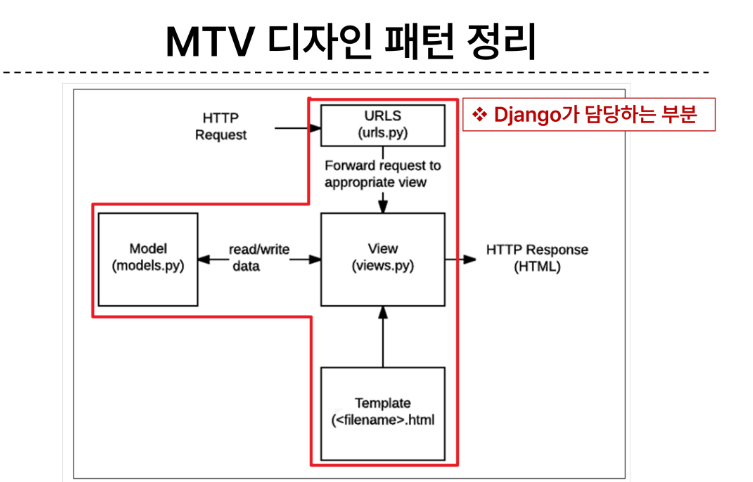 MTV 디자인 패턴 정리
❖ Django가 담당하는 부분
HTTP
Request
URLS
(urls.py)
Forward request to
appropriate view
Model
(models.py)
read/write
data
View
(views.py)
HTTP Response
(HTML)
Template
(<filename>.html